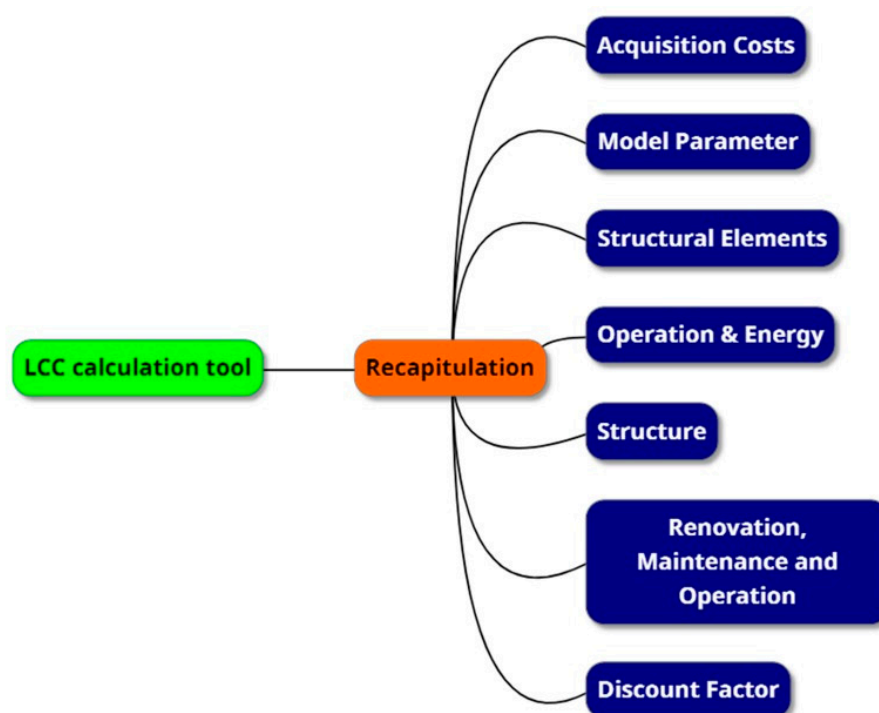 Acquisition Costs
Model Parameter
Structural Elements
Operation & Energy
LCC calculation tool
Recapitulation
Structure
Renovation,
Maintenance and
Operation
Discount Factor